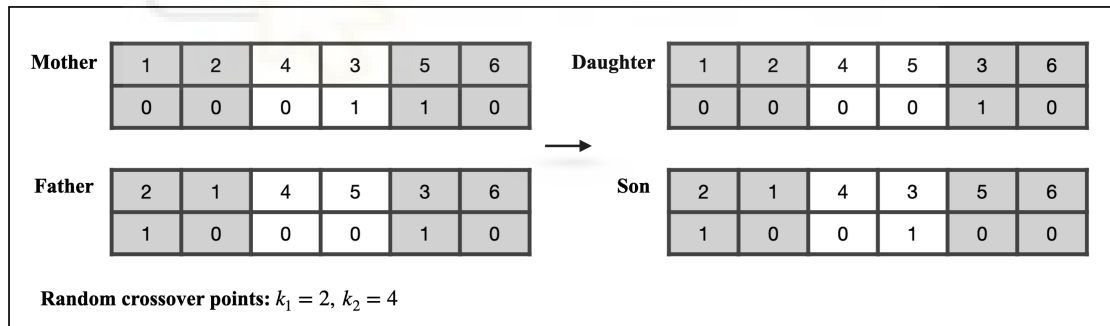 Mother 1 2 4 3 5 6
0 0 0 1 1 0
Father 2 1 4 5 3 6
1 0 0 0 1 0
Random crossover points: k₁ = 2, k₂ = 4
Daughter 1 2 4 5 3 6
0 0 0 0 1 0
Son 2 1 4 3 5 6
1 0 0 1 0 0